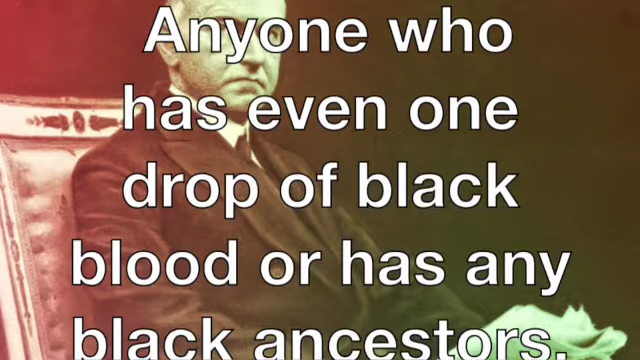 Anyone who
has even one
drop of black
blood or has any
black ancestors.